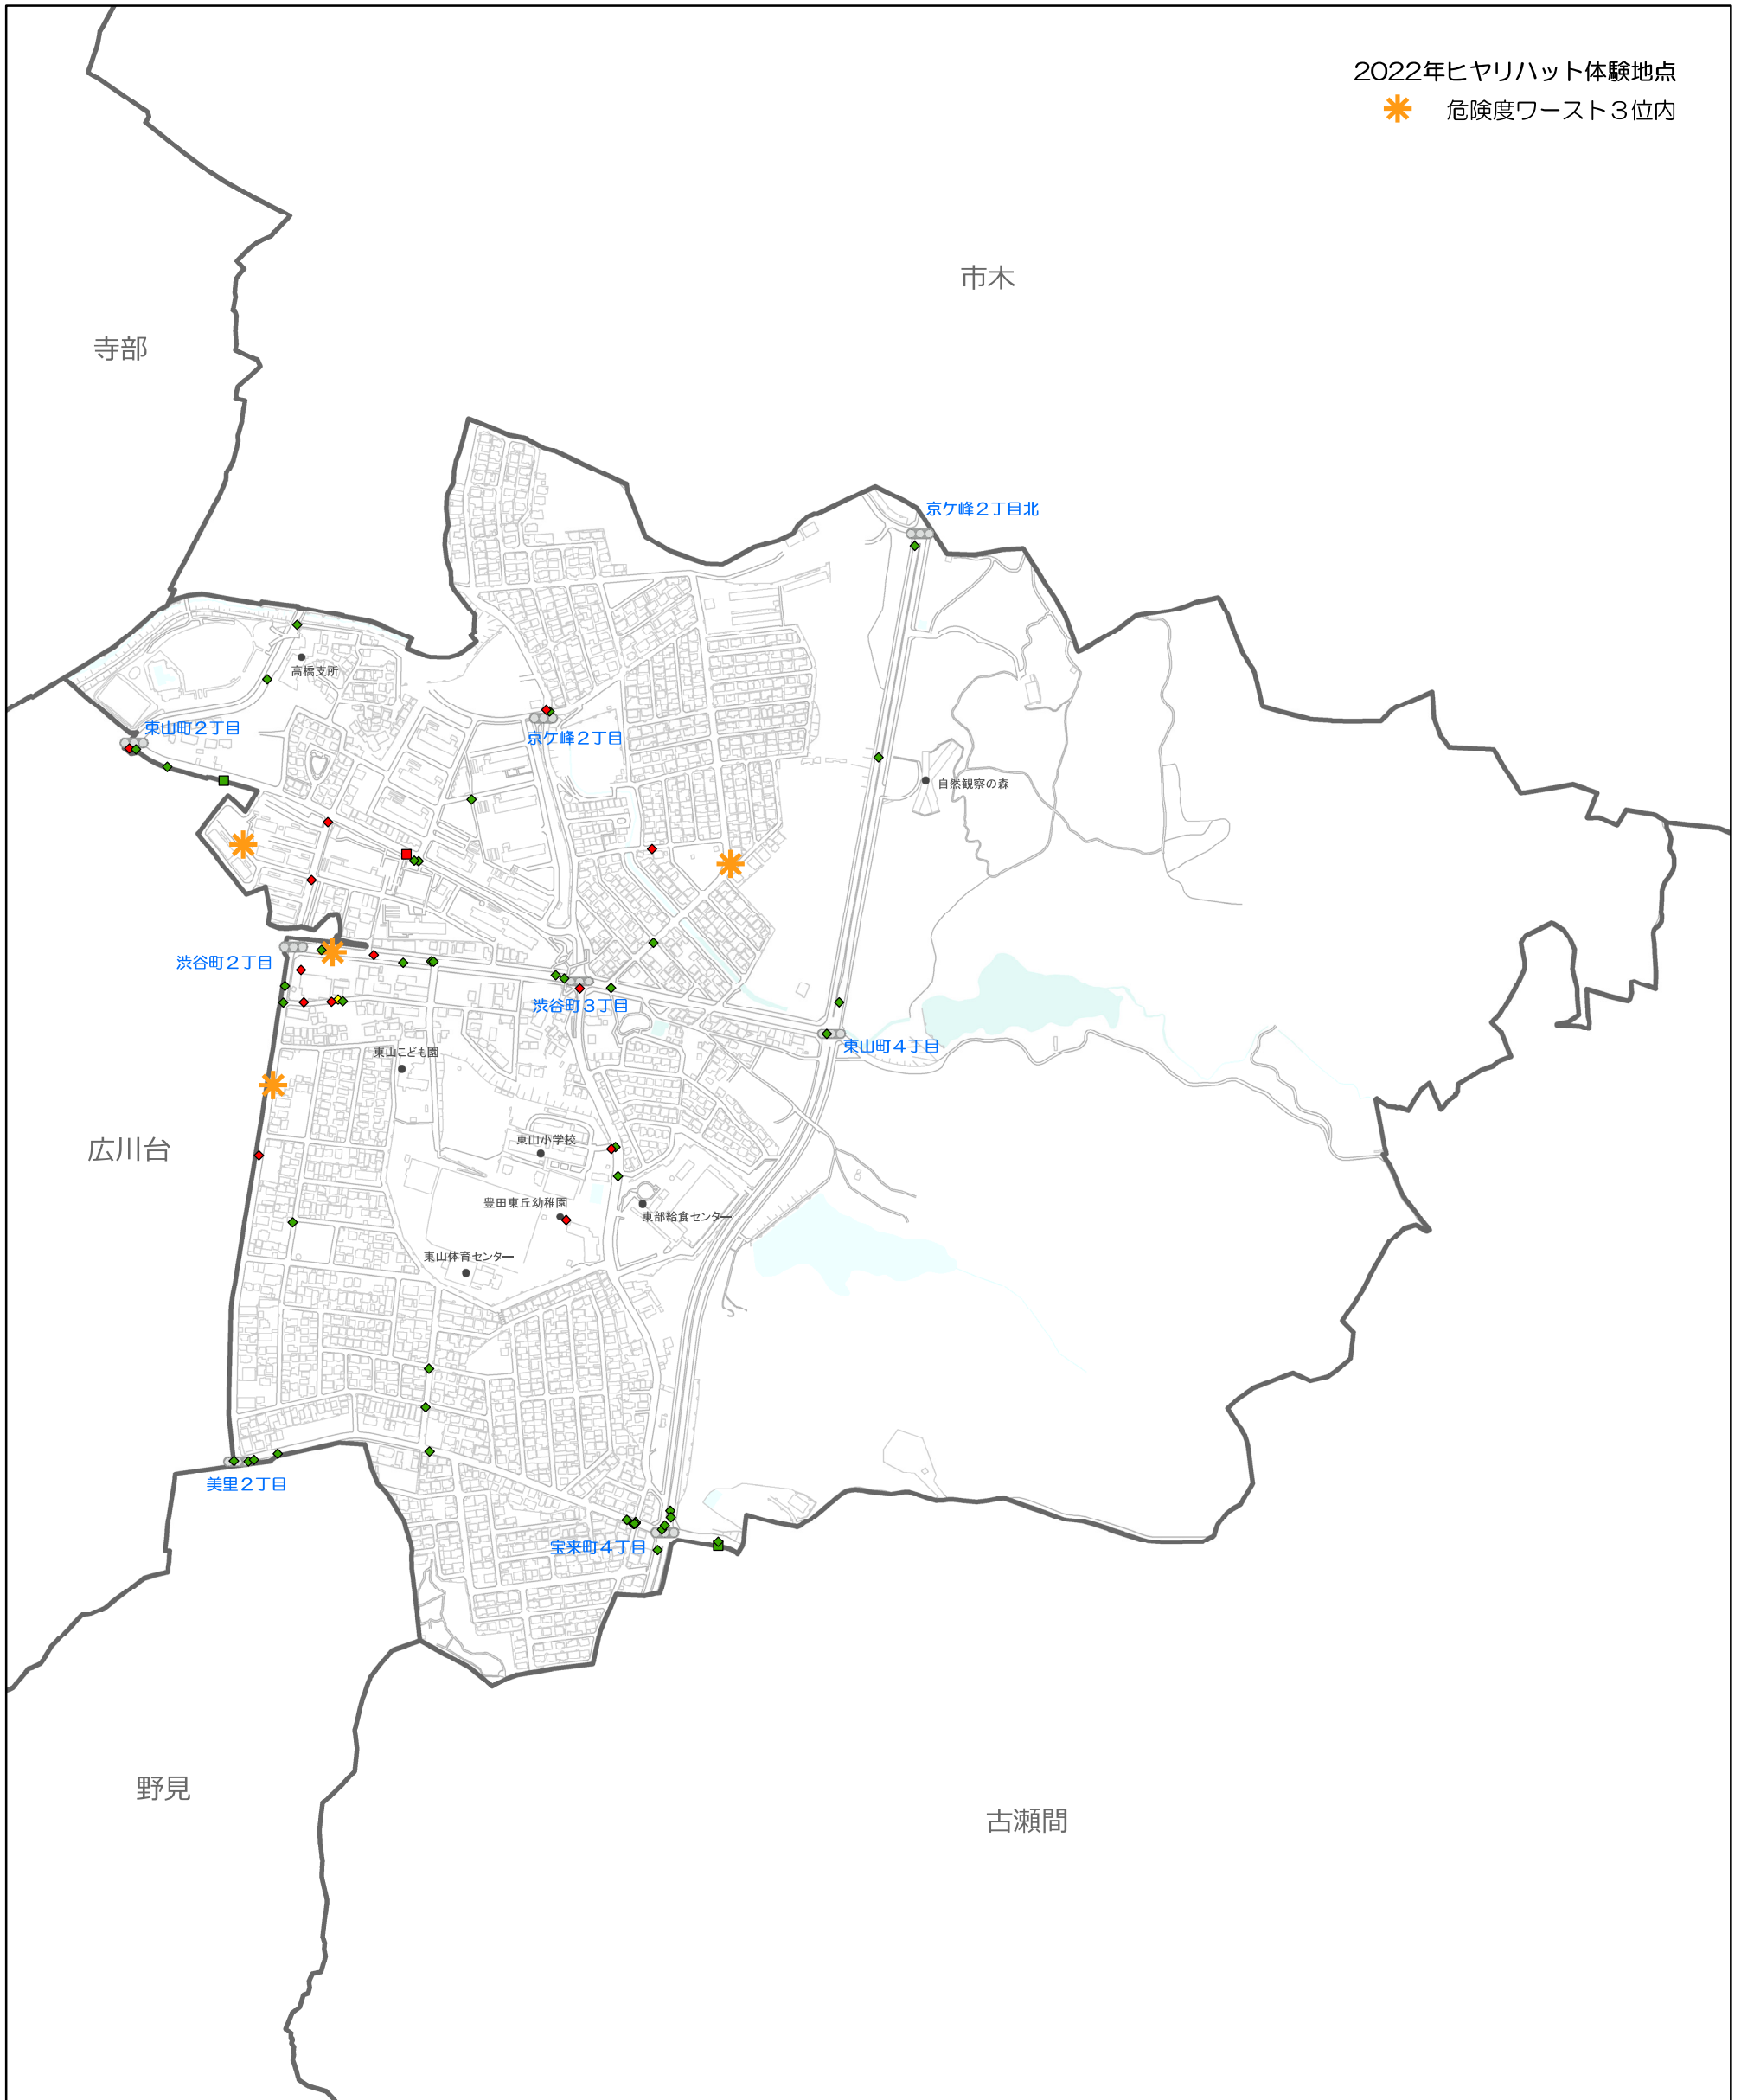 2022年ヒヤリハット体験地点
危険度ワースト３位内
市木
寺部
京ケ峰２丁目北
高橋支所
東山町２丁目
京ケ峰２丁目
自然観察の森
渋谷町２丁目
渋谷町３丁目
東山町４丁目
東山こども園
広川台
東山小学校
豊田東丘幼稚園
東部給食センター
東山体育センター
美里２丁目
宝来町４丁目
野見
古瀬間